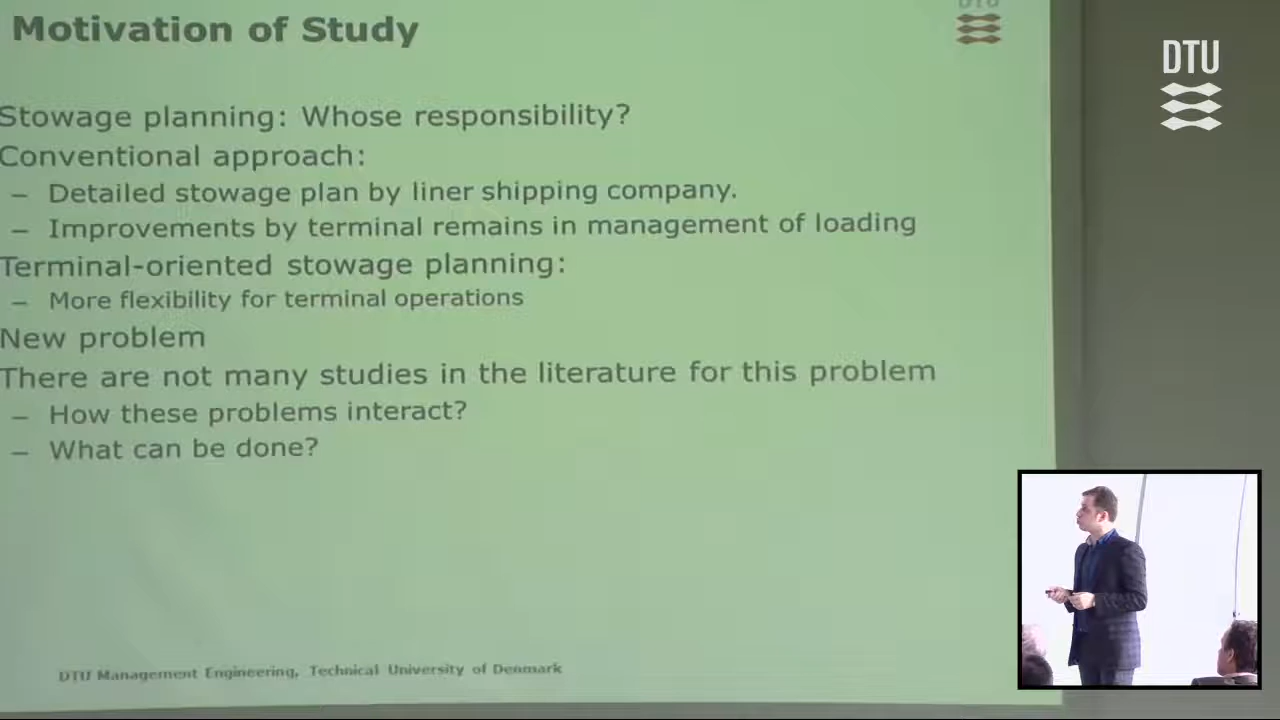 Motivation of Study
DTU
DTU
Stowage planning: Whose responsibility?
Conventional approach:
– Detailed stowage plan by liner shipping company.
– Improvements by terminal remains in management of loading
Terminal-oriented stowage planning:
– More flexibility for terminal operations
New problem
There are not many studies in the literature for this problem
– How these problems interact?
– What can be done?
DTU Management Engineering, Technical University of Denmark